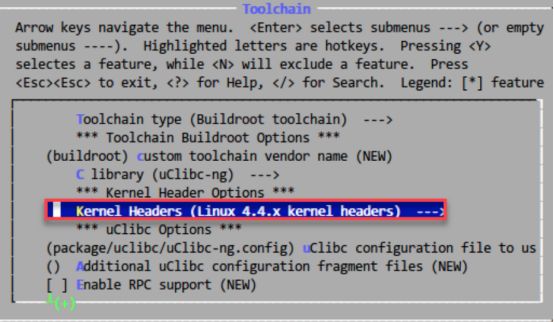 Toolchain
Arrow keys navigate the menu.  <Enter> selects submenus ---> (or empty
submenus ----).  Highlighted letters are hotkeys.  Pressing <Y>
selectes a feature, while <N> will exclude a feature.  Press
<Esc><Esc> to exit, <?> for Help, </> for Search.  Legend: [*] feature
Toolchain type (Buildroot toolchain)  --->
*** Toolchain Buildroot Options ***
(buildroot) custom toolchain vendor name (NEW)
C library (uClibc-ng)  --->
*** Kernel Header Options ***
Kernel Headers (Linux 4.4.x kernel headers)  --->
*** uClibc Options ***
(package/uclibc/uClibc-ng.config) uClibc configuration file to us
()  Additional uClibc configuration fragment files (NEW)
[ ] Enable RPC support (NEW)
(+)